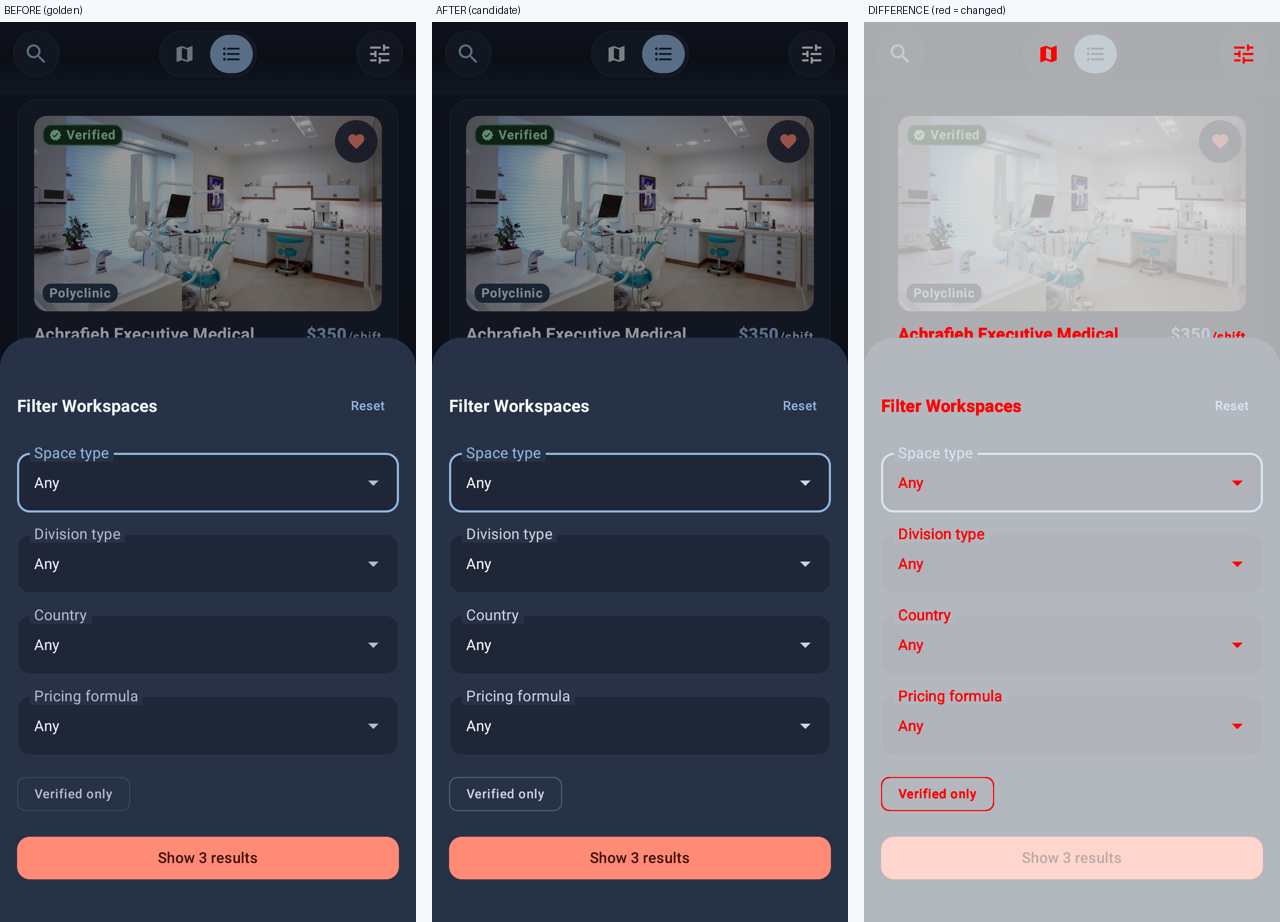 BEFORE (golden)
Verified
Polyclinic
Achrafieh Executive Medical
$350/shift
Filter Workspaces
Reset
Space type
Any
Division type
Any
Country
Any
Pricing formula
Any
Verified only
Show 3 results
AFTER (candidate)
Verified
Polyclinic
Achrafieh Executive Medical
$350/shift
Filter Workspaces
Reset
Space type
Any
Division type
Any
Country
Any
Pricing formula
Any
Verified only
Show 3 results
DIFFERENCE (red = changed)
Verified
Polyclinic
Achrafieh Executive Medical
$350/shift
Filter Workspaces
Reset
Space type
Any
Division type
Any
Country
Any
Pricing formula
Any
Verified only
Show 3 results